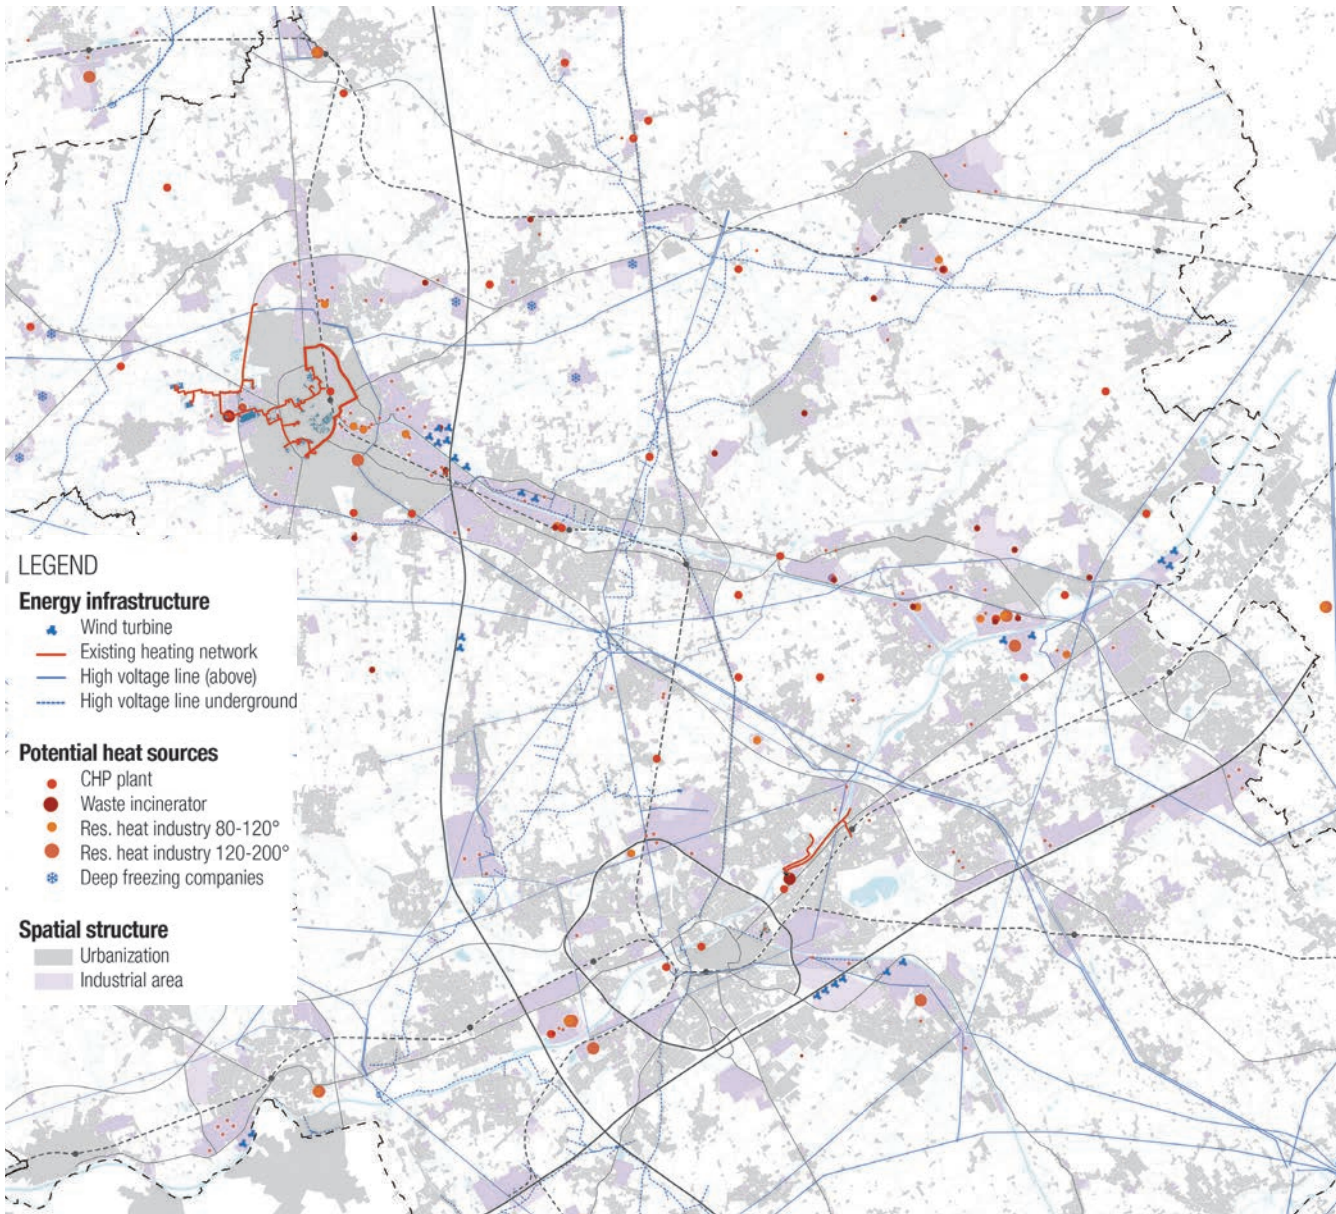 LEGEND
Energy infrastructure
Wind turbine
Existing heating network
High voltage line (above)
High voltage line underground
Potential heat sources
CHP plant
Waste incinerator
Res. heat industry 80-120°
Res. heat industry 120-200°
Deep freezing companies
Spatial structure
Urbanization
Industrial area